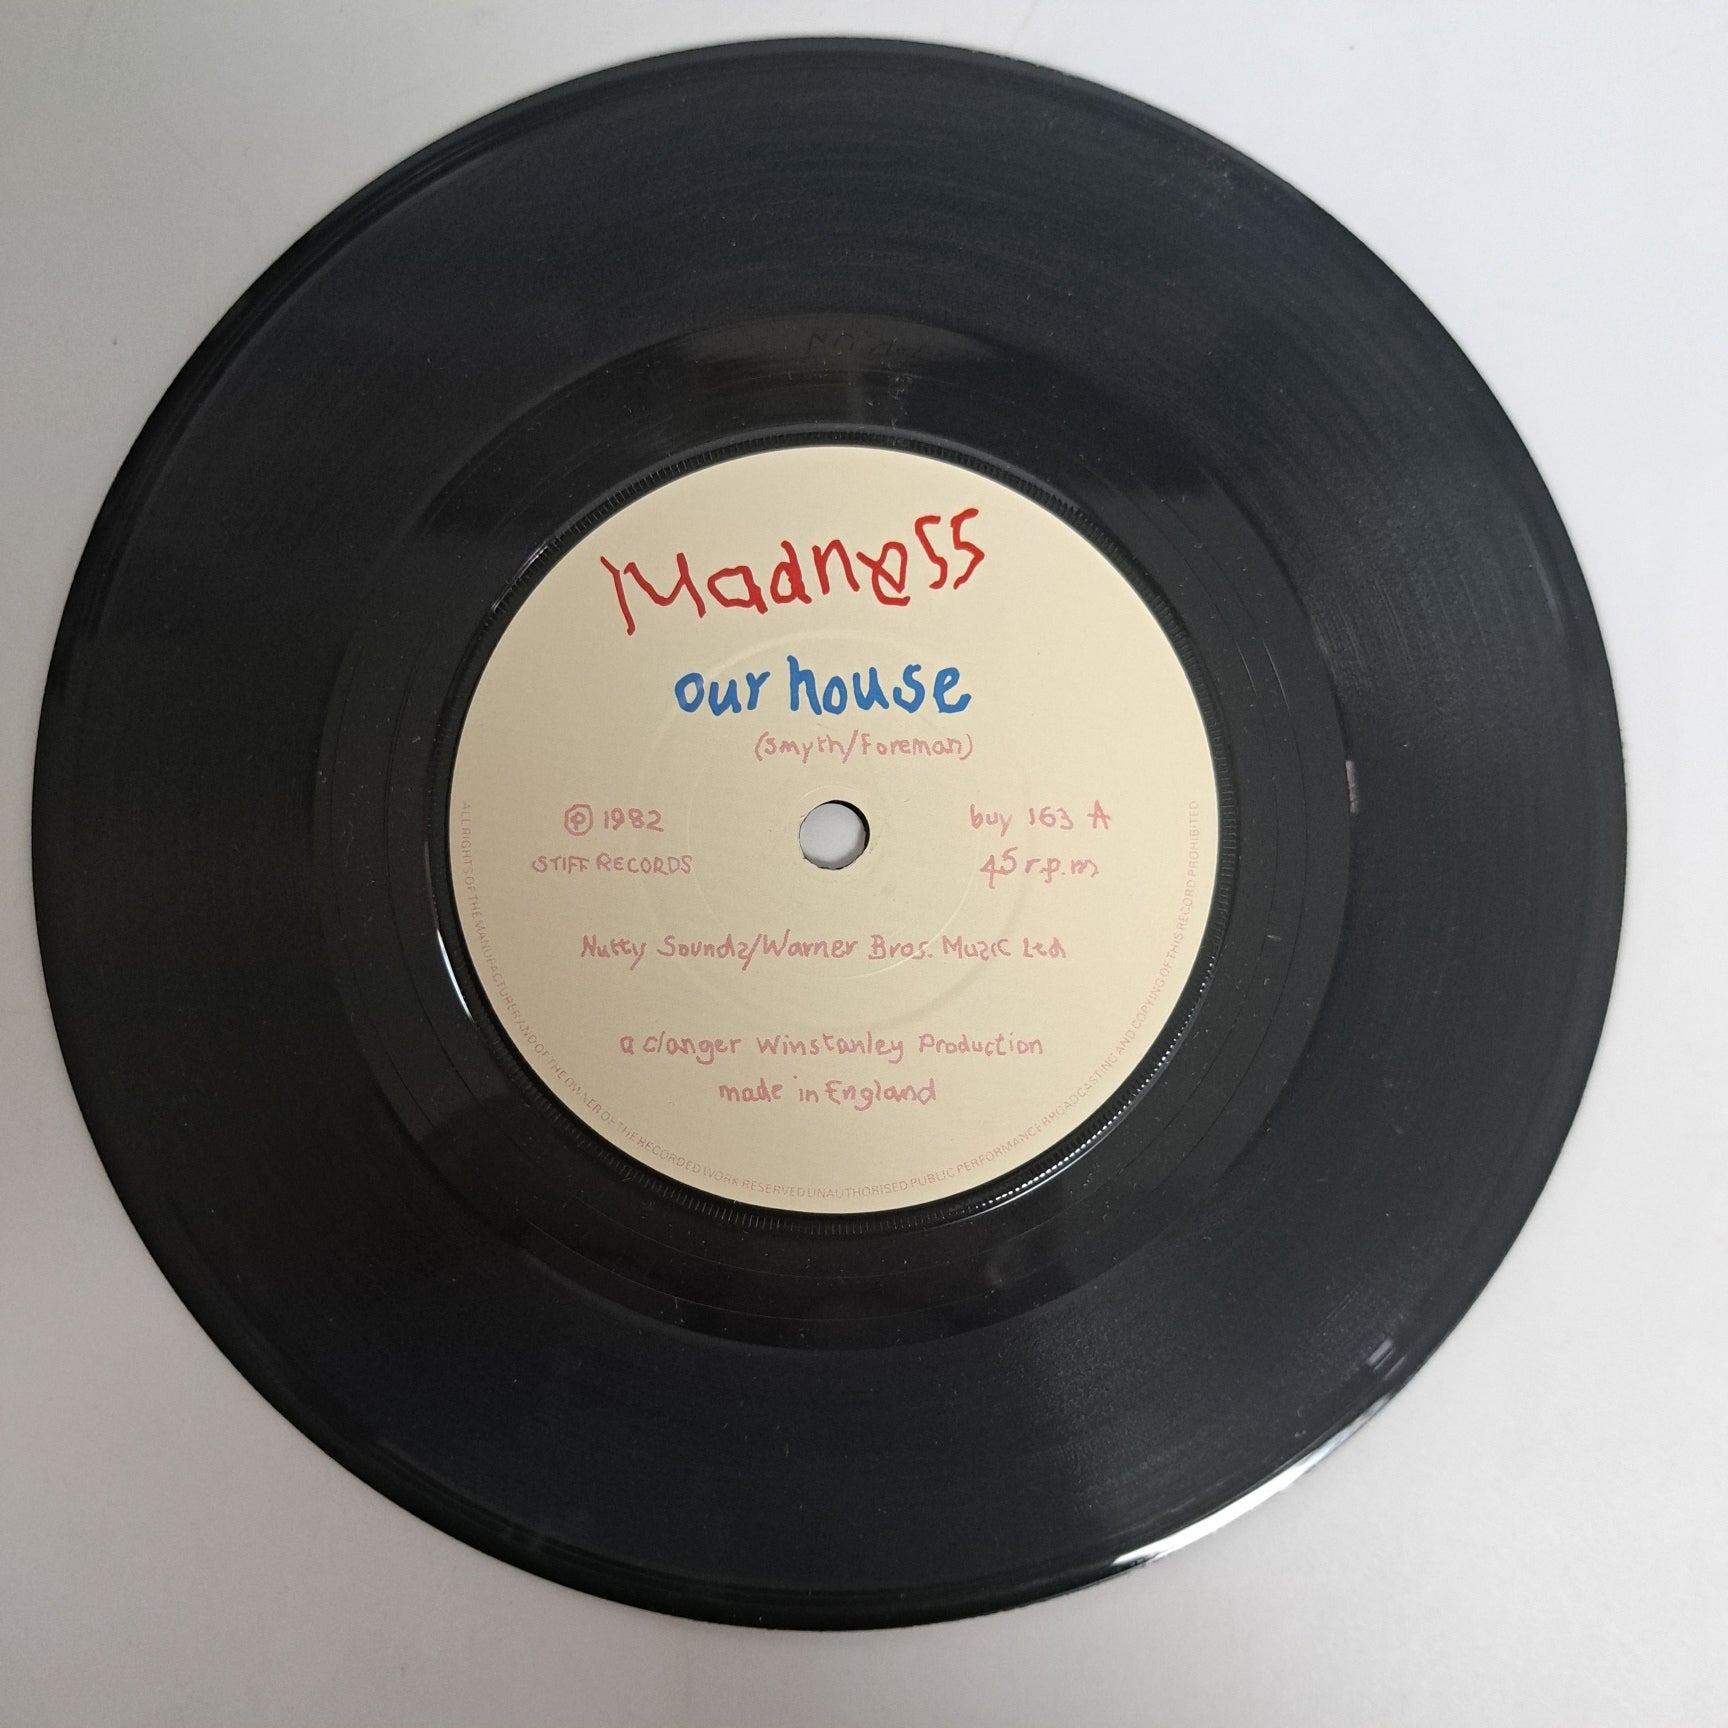 Madness
our house
(Smyth/Foreman)
℗ 1982
STIFF RECORDS
buy 163 A
45 r.p.m
Nutty Sounds/Warner Bros. Music Ltd
a clanger Winstanley Production
made in England
ALL RIGHTS OF THE MANUFACTURER AND OF THE OWNER OF THE RECORDED WORK RESERVED UNAUTHORISED PUBLIC PERFORMANCE BROADCASTING AND COPYING OF THIS RECORD PROHIBITED